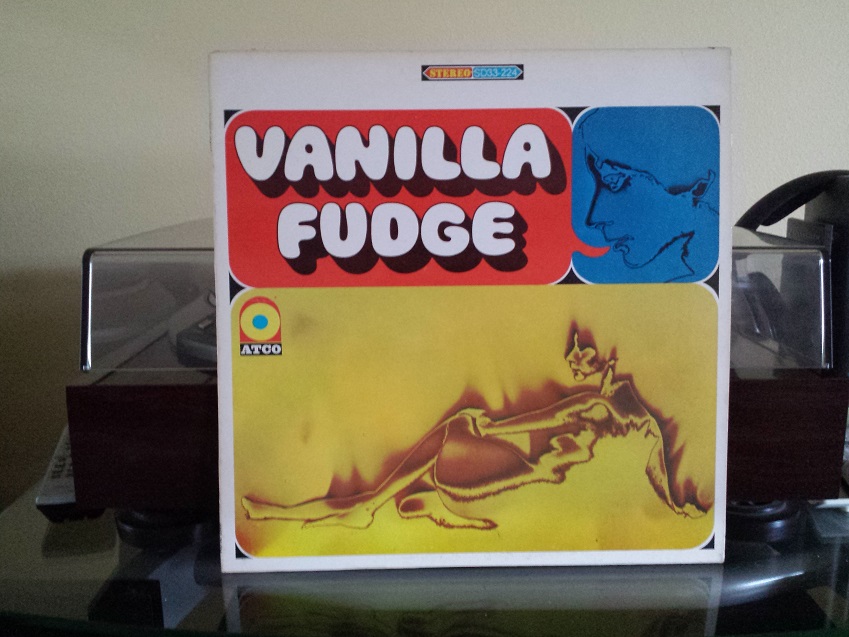 STEREO SD33-224
VANILLA
FUDGE
ATCO